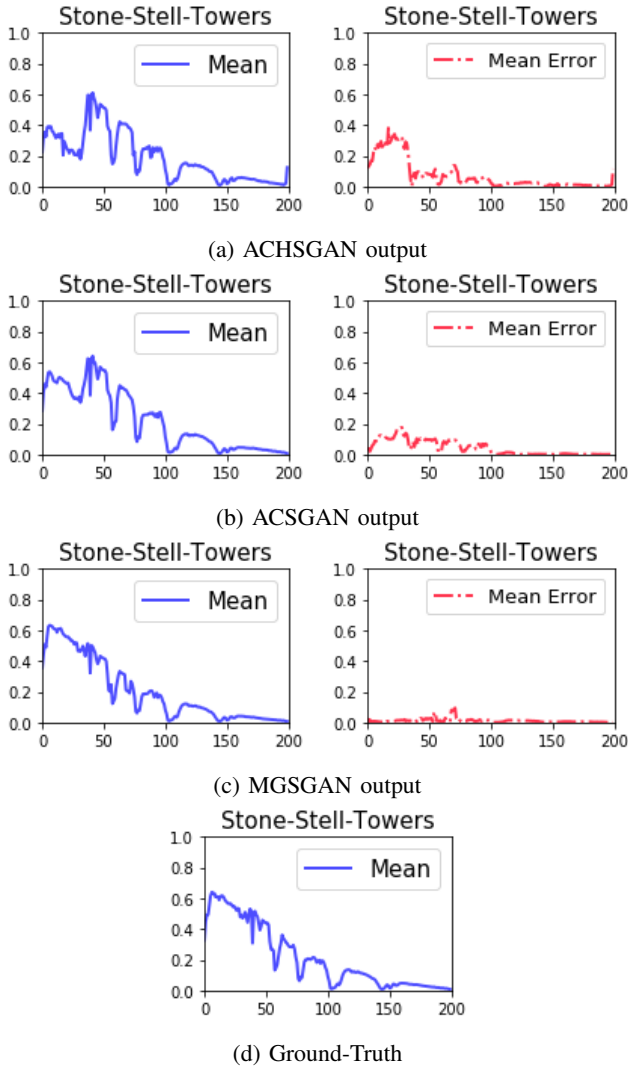 Stone-Stell-Towers Stone-Stell-Towers
1.0 1.0
Mean Mean Error
0.8 0.8
0.6 0.6
0.4 0.4
0.2 0.2
0.0 0.0
0 50 100 150 200 0 50 100 150 200
(a) ACHSGAN output
Stone-Stell-Towers Stone-Stell-Towers
1.0 1.0
Mean Mean Error
0.8 0.8
0.6 0.6
0.4 0.4
0.2 0.2
0.0 0.0
0 50 100 150 200 0 50 100 150 200
(b) ACSGAN output
Stone-Stell-Towers Stone-Stell-Towers
1.0 1.0
Mean Mean Error
0.8 0.8
0.6 0.6
0.4 0.4
0.2 0.2
0.0 0.0
0 50 100 150 200 0 50 100 150 200
(c) MGSGAN output
Stone-Stell-Towers
1.0
Mean
0.8
0.6
0.4
0.2
0.0
0 50 100 150 200
(d) Ground-Truth